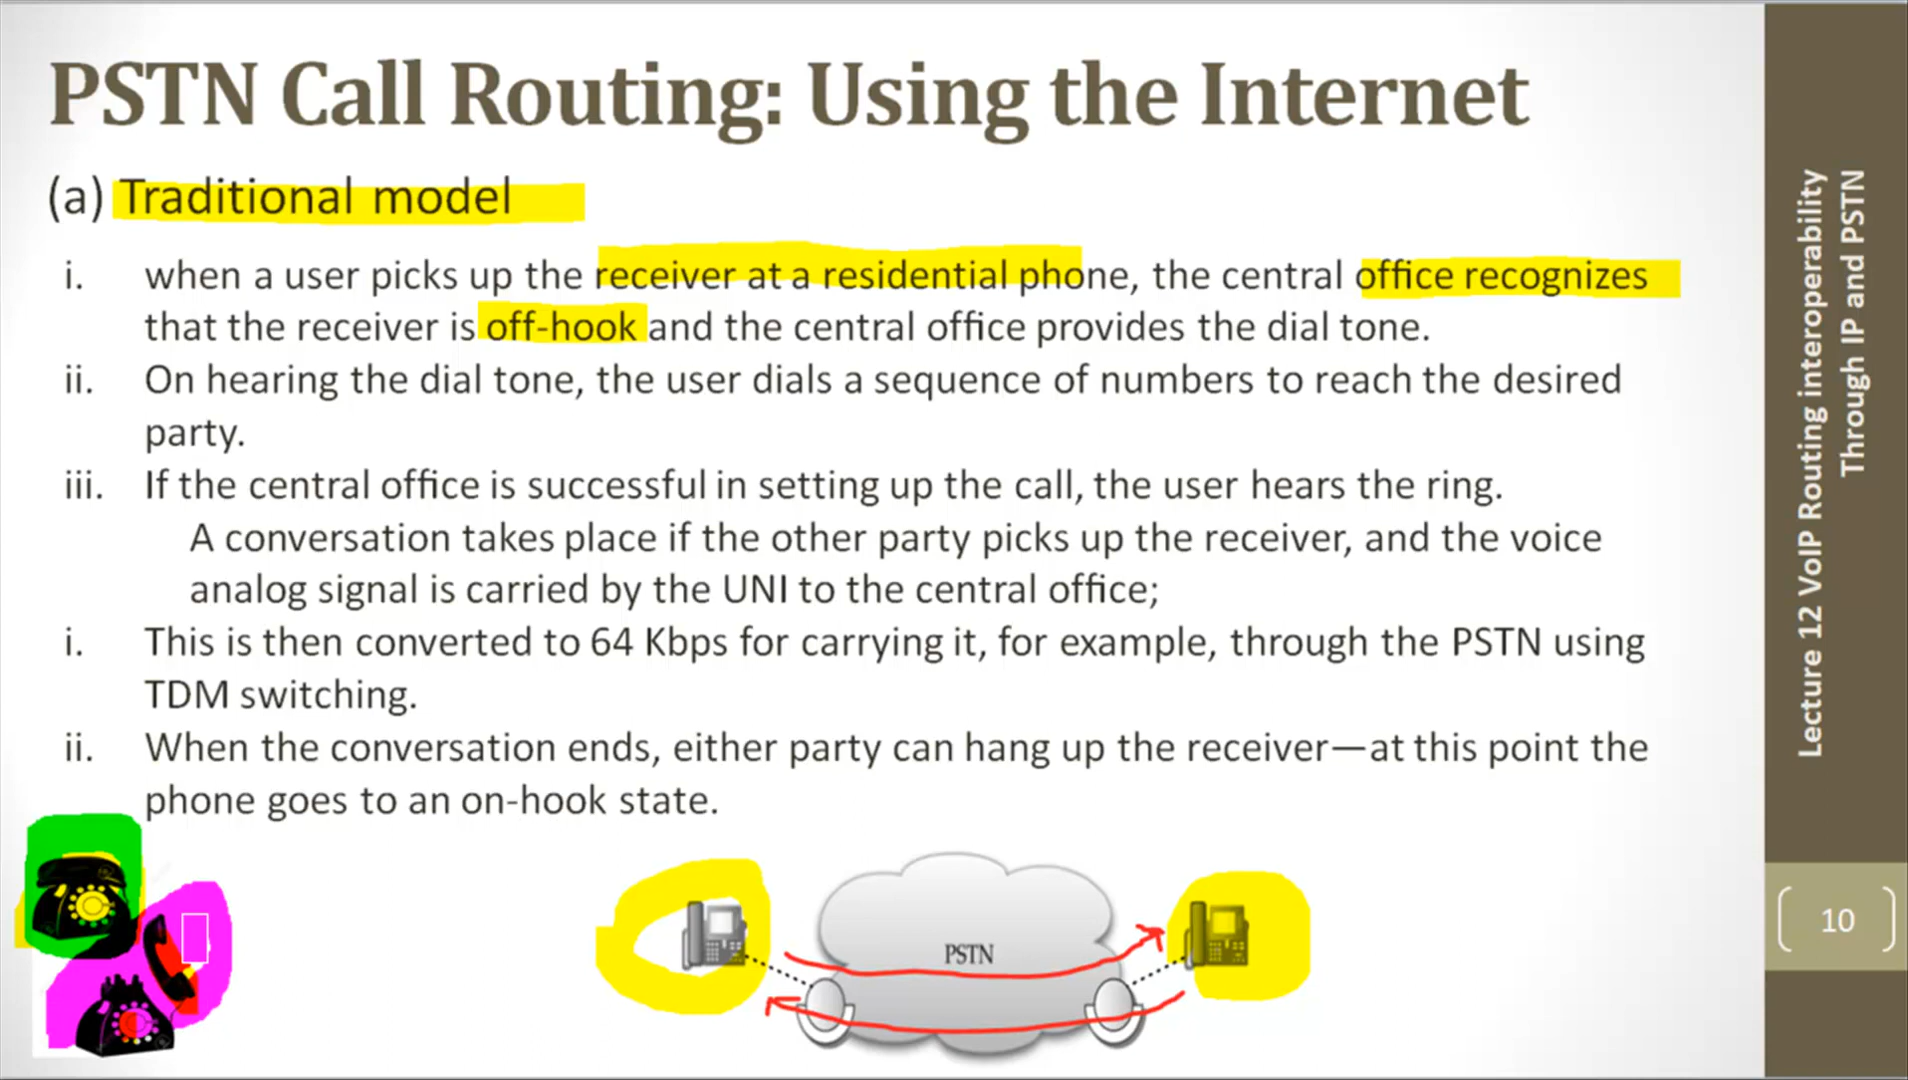 PSTN Call Routing: Using the Internet
(a) Traditional model
i. when a user picks up the receiver at a residential phone, the central office recognizes
that the receiver is off-hook and the central office provides the dial tone.
ii. On hearing the dial tone, the user dials a sequence of numbers to reach the desired
party.
iii. If the central office is successful in setting up the call, the user hears the ring.
A conversation takes place if the other party picks up the receiver, and the voice
analog signal is carried by the UNI to the central office;
i. This is then converted to 64 Kbps for carrying it, for example, through the PSTN using
TDM switching.
ii. When the conversation ends, either party can hang up the receiver—at this point the
phone goes to an on-hook state.
PSTN
Lecture 12 VoIP Routing interoperability
Through IP and PSTN
10